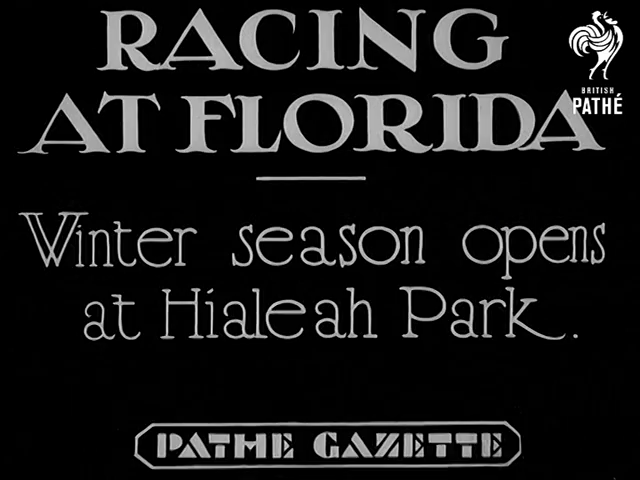 RACING
AT FLORIDA
BRITISH
PATHÉ
Winter season opens
at Hialeah Park.
PATHE GAZETTE